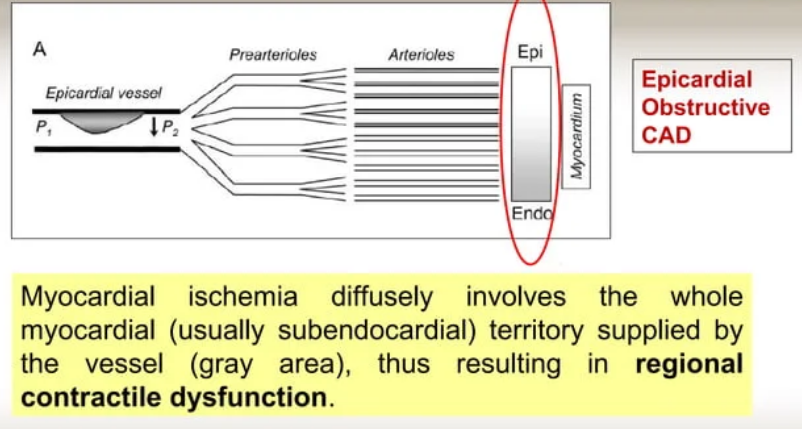 A
Prearterioles
Arterioles
Epi
Epicardial vessel
P₁
↓P₂
Myocardium
Endo
Epicardial
Obstructive
CAD
Myocardial ischemia diffusely involves the whole
myocardial (usually subendocardial) territory supplied by
the vessel (gray area), thus resulting in regional
contractile dysfunction.